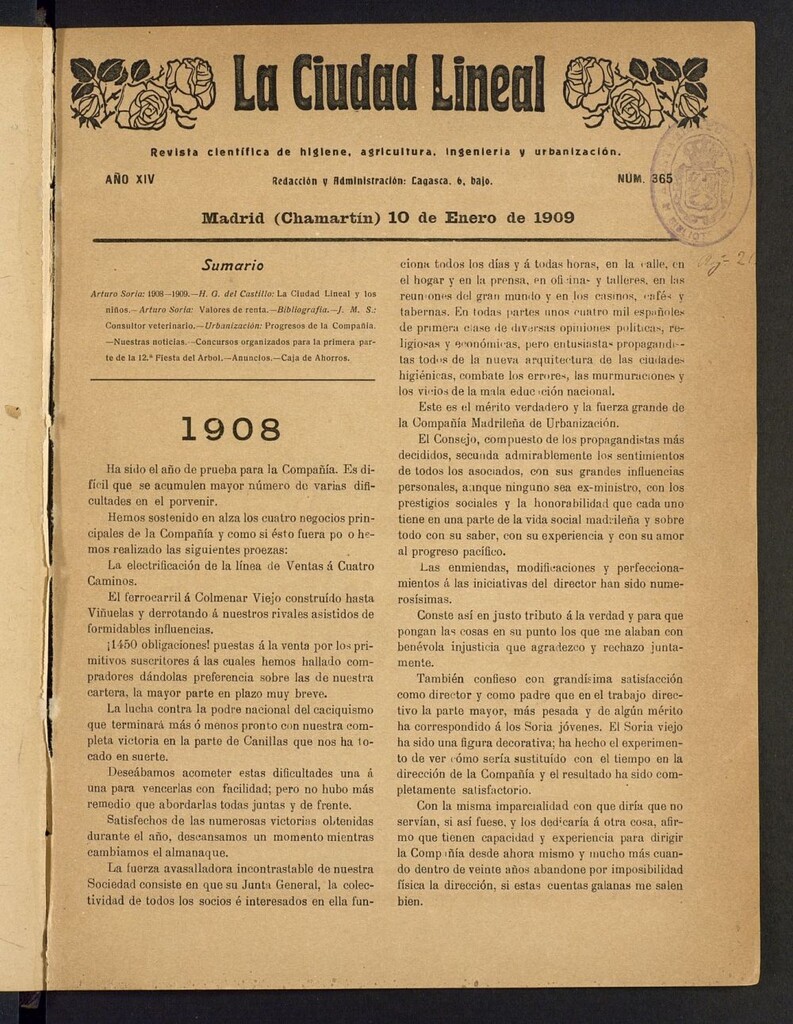 La Ciudad Lineal
Revista científica de higiene, agricultura, ingeniería y urbanización.
AÑO XIV
Redacción y Administración: Lagasca, 6, bajo.
NÚM. 365
Madrid (Chamartín) 10 de Enero de 1909
Sumario
Arturo Soria: 1908—1909.—H. G. del Castillo: La Ciudad Lineal y los
niños.—Arturo Soria: Valores de renta.—Bibliografía.—J. M. S.:
Consultor veterinario.—Urbanización: Progresos de la Compañía.
—Nuestras noticias.—Concursos organizados para la primera par-
te de la 12.ª Fiesta del Arbol.—Anuncios.—Caja de Ahorros.
1908
Ha sido el año de prueba para la Compañía. Es di-
fícil que se acumulen mayor número de varias difi-
cultades en el porvenir.
Hemos sostenido en alza los cuatro negocios prin-
cipales de la Compañía y como si ésto fuera po o he-
mos realizado las siguientes proezas:
La electrificación de la línea de Ventas á Cuatro
Caminos.
El ferrocarril á Colmenar Viejo construído hasta
Viñuelas y derrotando á nuestros rivales asistidos de
formidables influencias.
¡1450 obligaciones! puestas á la venta por los pri-
mitivos suscritores á las cuales hemos hallado com-
pradores dándolas preferencia sobre las de nuestra
cartera, la mayor parte en plazo muy breve.
La lucha contra la podre nacional del caciquismo
que terminará más ó menos pronto con nuestra com-
pleta victoria en la parte de Canillas que nos ha to-
cado en suerte.
Deseábamos acometer estas dificultades una á
una para vencerlas con facilidad; pero no hubo más
remedio que abordarlas todas juntas y de frente.
Satisfechos de las numerosas victorias obtenidas
durante el año, descansamos un momento mientras
cambiamos el almanaque.
La fuerza avasalladora incontrastable de nuestra
Sociedad consiste en que su Junta General, la colec-
tividad de todos los socios é interesados en ella fun-
ciona todos los días y á todas horas, en la calle, en
el hogar y en la prensa, en oficinas y talleres, en las
reuniones del gran mundo y en los casinos, cafés y
tabernas. En todas partes unos cuatro mil españoles
de primera clase de diversas opiniones políticas, re-
ligiosas y económicas, pero entusiastas propagandis-
tas todos de la nueva arquitectura de las ciudades
higiénicas, combate los errores, las murmuraciones y
los vicios de la mala educación nacional.
Este es el mérito verdadero y la fuerza grande de
la Compañía Madrileña de Urbanización.
El Consejo, compuesto de los propagandistas más
decididos, secunda admirablemente los sentimientos
de todos los asociados, con sus grandes influencias
personales, aunque ninguno sea ex-ministro, con los
prestigios sociales y la honorabilidad que cada uno
tiene en una parte de la vida social madrileña y sobre
todo con su saber, con su experiencia y con su amor
al progreso pacífico.
Las enmiendas, modificaciones y perfecciona-
mientos á las iniciativas del director han sido nume-
rosísimas.
Conste así en justo tributo á la verdad y para que
pongan las cosas en su punto los que me alaban con
benévola injusticia que agradezco y rechazo junta-
mente.
También confieso con grandísima satisfacción
como director y como padre que en el trabajo direc-
tivo la parte mayor, más pesada y de algún mérito
ha correspondido á los Soria jóvenes. El Soria viejo
ha sido una figura decorativa; ha hecho el experimen-
to de ver cómo sería sustituído con el tiempo en la
dirección de la Compañía y el resultado ha sido com-
pletamente satisfactorio.
Con la misma imparcialidad con que diría que no
servían, si así fuese, y los dedicaría á otra cosa, afir-
mo que tienen capacidad y experiencia para dirigir
la Compañía desde ahora mismo y mucho más cuan-
do dentro de veinte años abandone por imposibilidad
física la dirección, si estas cuentas galanas me salen
bien.